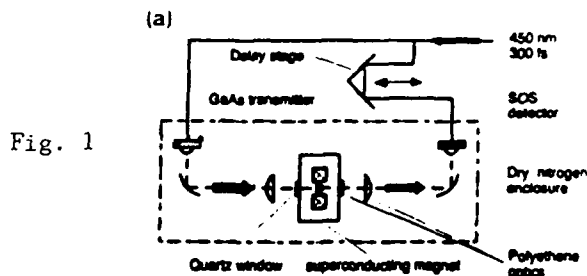 (a)
450 nm
300 fs
Delay stage
GaAs transmitter
SOS
detector
Fig. 1
Dry nitrogen
enclosure
Quartz window
superconducting magnet
Polyethene
optics